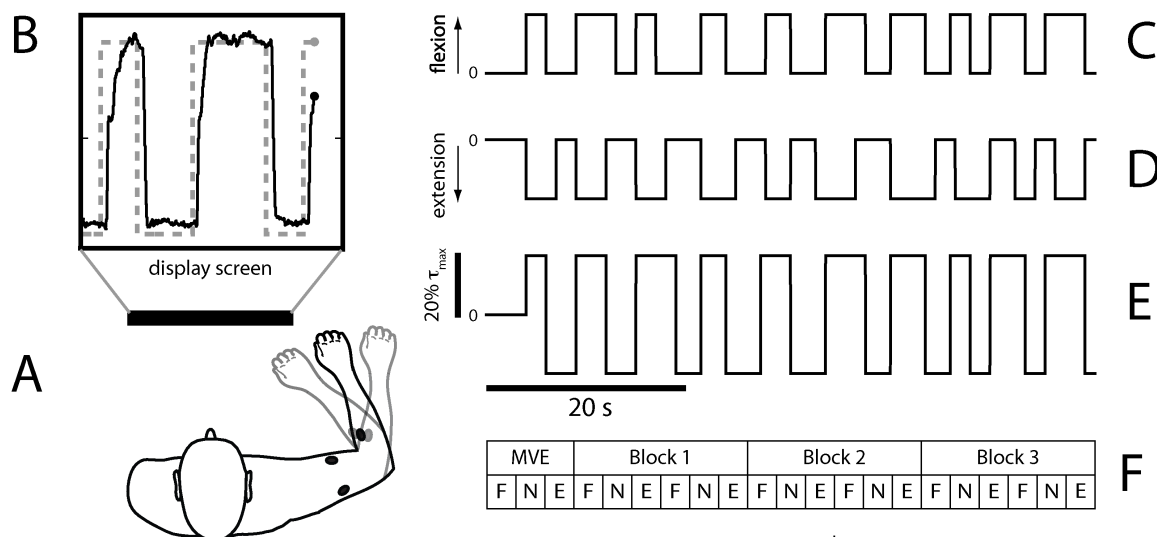 B
display screen
A
flexion
0
C
0
extension
D
20% τmax
0
E
20 s
MVE Block 1 Block 2 Block 3
F N E F N E F N E F N E F N E F N E F N E
F